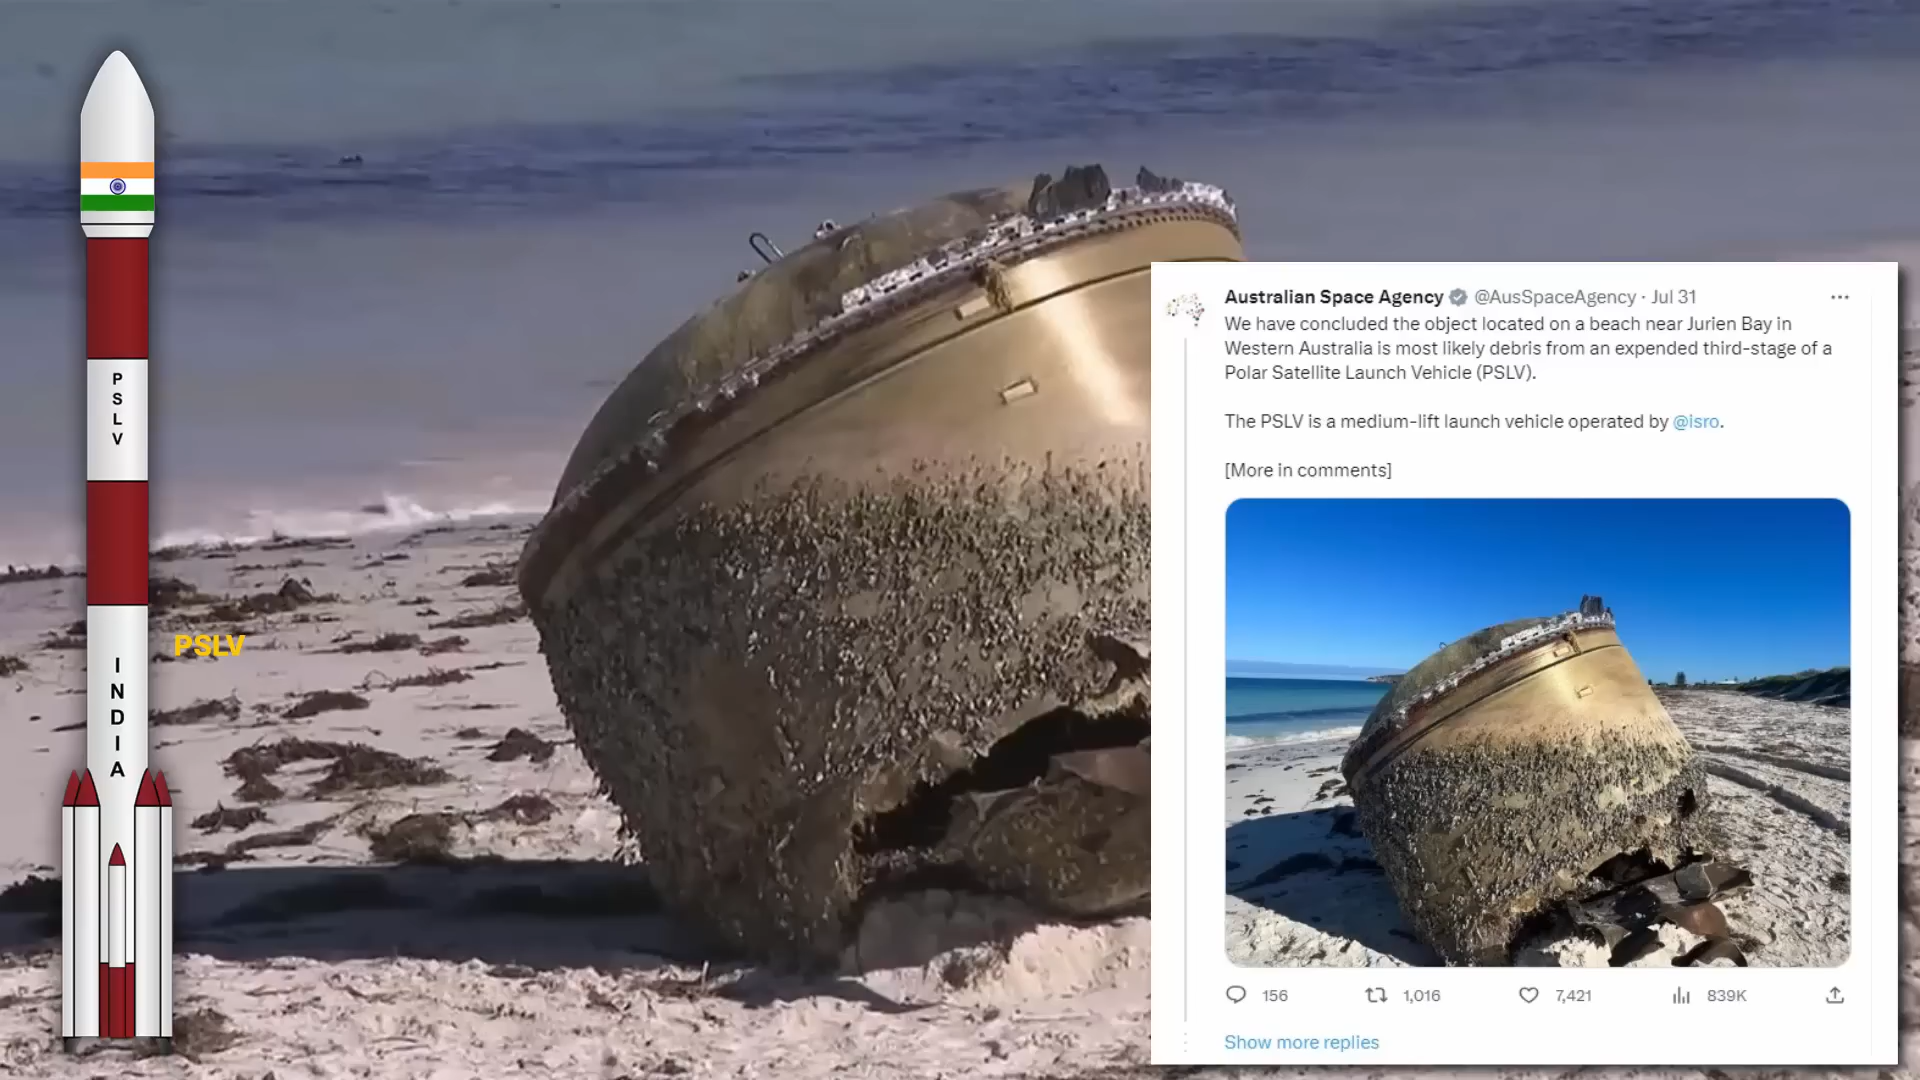 P
S
L
V
I
N
D
I
A
PSLV
Australian Space Agency @AusSpaceAgency · Jul 31
We have concluded the object located on a beach near Jurien Bay in
Western Australia is most likely debris from an expended third-stage of a
Polar Satellite Launch Vehicle (PSLV).
The PSLV is a medium-lift launch vehicle operated by @isro.
[More in comments]
156 1,016 7,421 839K
Show more replies